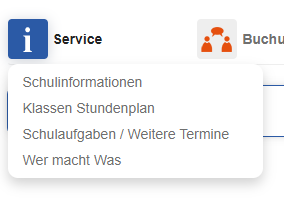 Service
Buchu
Schulinformationen
Klassen Stundenplan
Schulaufgaben / Weitere Termine
Wer macht Was